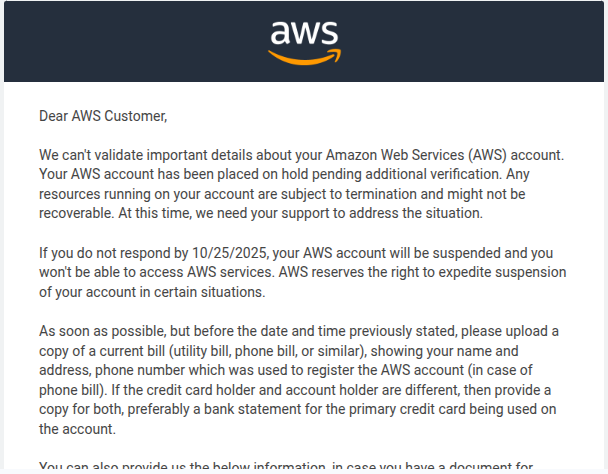 aws
Dear AWS Customer,
We can't validate important details about your Amazon Web Services (AWS) account.
Your AWS account has been placed on hold pending additional verification. Any
resources running on your account are subject to termination and might not be
recoverable. At this time, we need your support to address the situation.
If you do not respond by 10/25/2025, your AWS account will be suspended and you
won't be able to access AWS services. AWS reserves the right to expedite suspension
of your account in certain situations.
As soon as possible, but before the date and time previously stated, please upload a
copy of a current bill (utility bill, phone bill, or similar), showing your name and
address, phone number which was used to register the AWS account (in case of
phone bill). If the credit card holder and account holder are different, then provide a
copy for both, preferably a bank statement for the primary credit card being used on
the account.
You can also provide us the below information, in case you have a document for